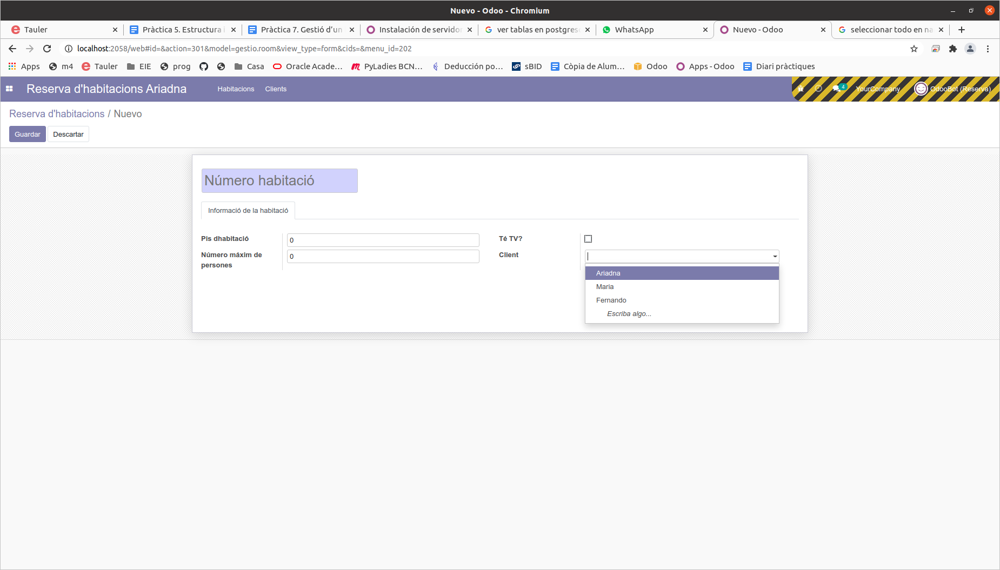 Nuevo - Odoo - Chromium
Tauler Pràctica 5. Estructura i Pràctica 7. Gestió d'un Instalación de servidor ver tablas en postgres WhatsApp Nuevo - Odoo seleccionar todo en na
localhost:2058/web#id=&action=301&model=gestio.room&view_type=form&cids=&menu_id=202
Apps m4 Tauler EIE prog Casa Oracle Acade... PyLadies BCN... Deducción po... sBID Còpia de Alum... Odoo Apps - Odoo Diari pràctiques
Reserva d'habitacions Ariadna Habitacions Clients 4 YourCompany OdooBot (Reserva)
Reserva d'habitacions / Nuevo
Guardar Descartar
Número habitació
Informació de la habitació
Pis dhabitació 0 Té TV?
Número máxim de persones 0 Client
Ariadna
Maria
Fernando
Escriba algo...